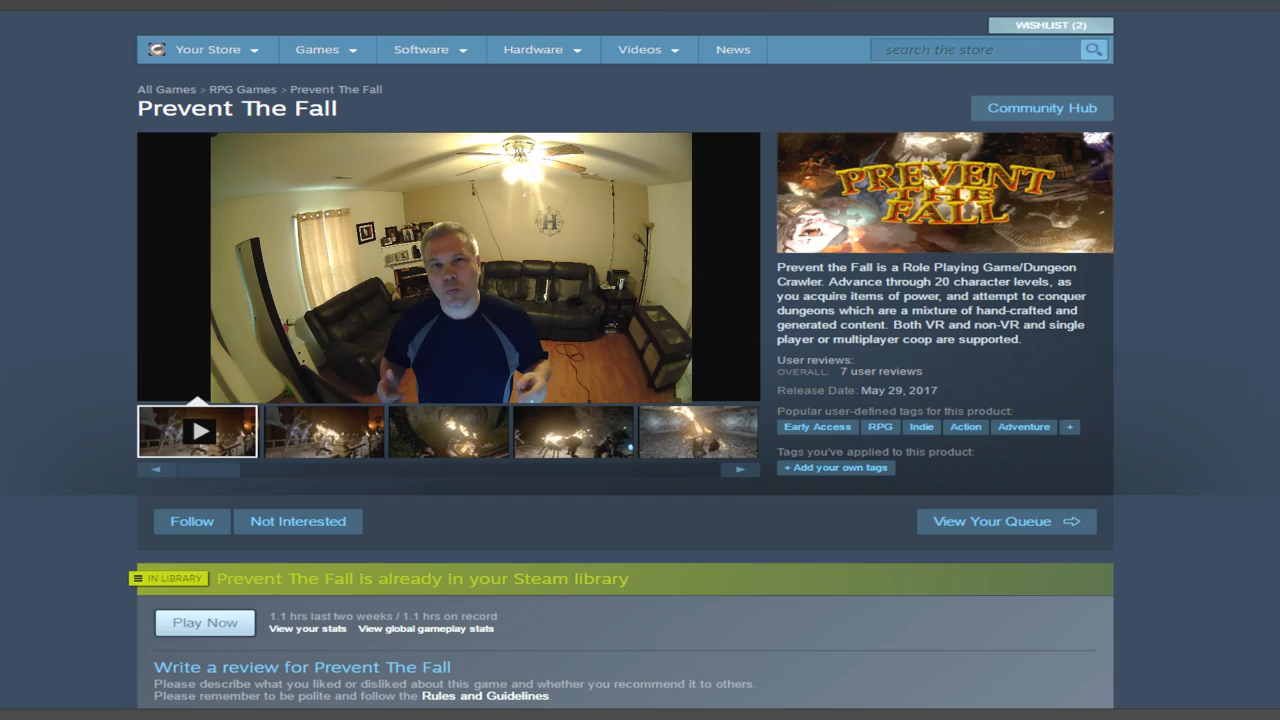 WISHLIST (2)
Your Store Games Software Hardware Videos News search the store
All Games > RPG Games > Prevent The Fall
Prevent The Fall
Community Hub
PREVENT
THE
FALL
H
Prevent the Fall is a Role Playing Game/Dungeon
Crawler. Advance through 20 character levels, as
you acquire items of power, and attempt to conquer
dungeons which are a mixture of hand-crafted and
generated content. Both VR and non-VR and single
player or multiplayer coop are supported.
User reviews:
OVERALL: 7 user reviews
Release Date: May 29, 2017
Popular user-defined tags for this product:
Early Access RPG Indie Action Adventure +
Tags you've applied to this product:
+ Add your own tags
Follow Not Interested View Your Queue
IN LIBRARY Prevent The Fall is already in your Steam library
Play Now
1.1 hrs last two weeks / 1.1 hrs on record
View your stats View global gameplay stats
Write a review for Prevent The Fall
Please describe what you liked or disliked about this game and whether you recommend it to others.
Please remember to be polite and follow the Rules and Guidelines.